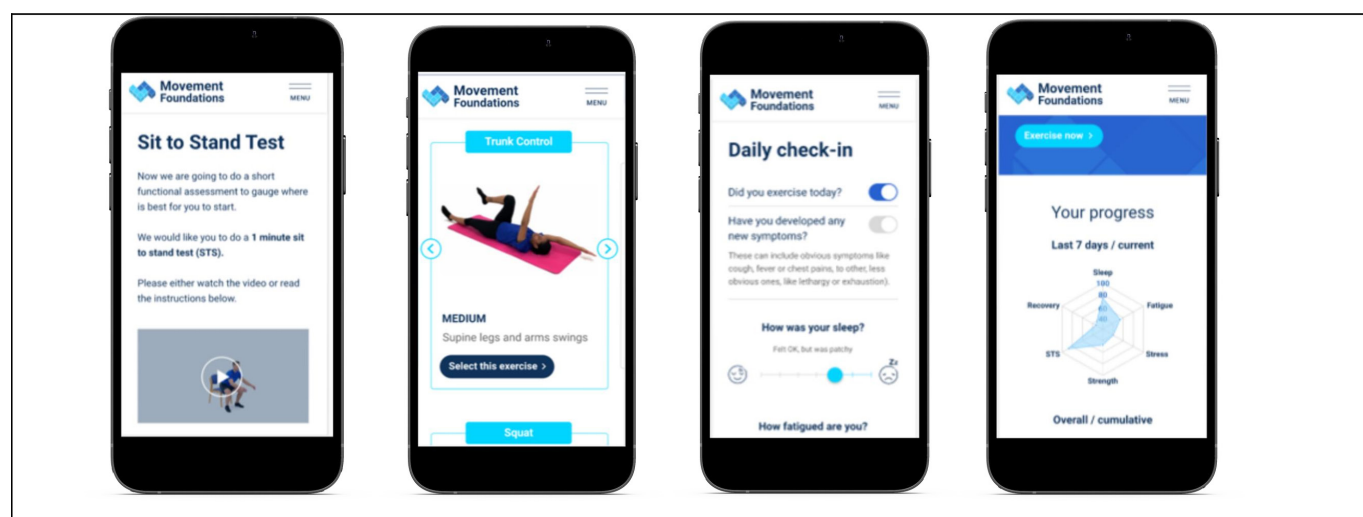 Movement
Foundations
MENU
Sit to Stand Test
Now we are going to do a short
functional assessment to gauge where
is best for you to start.
We would like you to do a 1 minute sit
to stand test (STS).
Please either watch the video or read
the instructions below.
Movement
Foundations
MENU
Trunk Control
MEDIUM
Supine legs and arms swings
Select this exercise >
Squat
Movement
Foundations
MENU
Daily check-in
Did you exercise today?
Have you developed any
new symptoms?
These can include obvious symptoms like
cough, fever or chest pains, to other, less
obvious ones, like lethargy or exhaustion).
How was your sleep?
Felt OK, but was patchy
Zz
How fatigued are you?
Movement
Foundations
MENU
Exercise now >
Your progress
Last 7 days / current
Sleep
100
80
60
40
Recovery
Fatigue
STS
Stress
Strength
Overall / cumulative